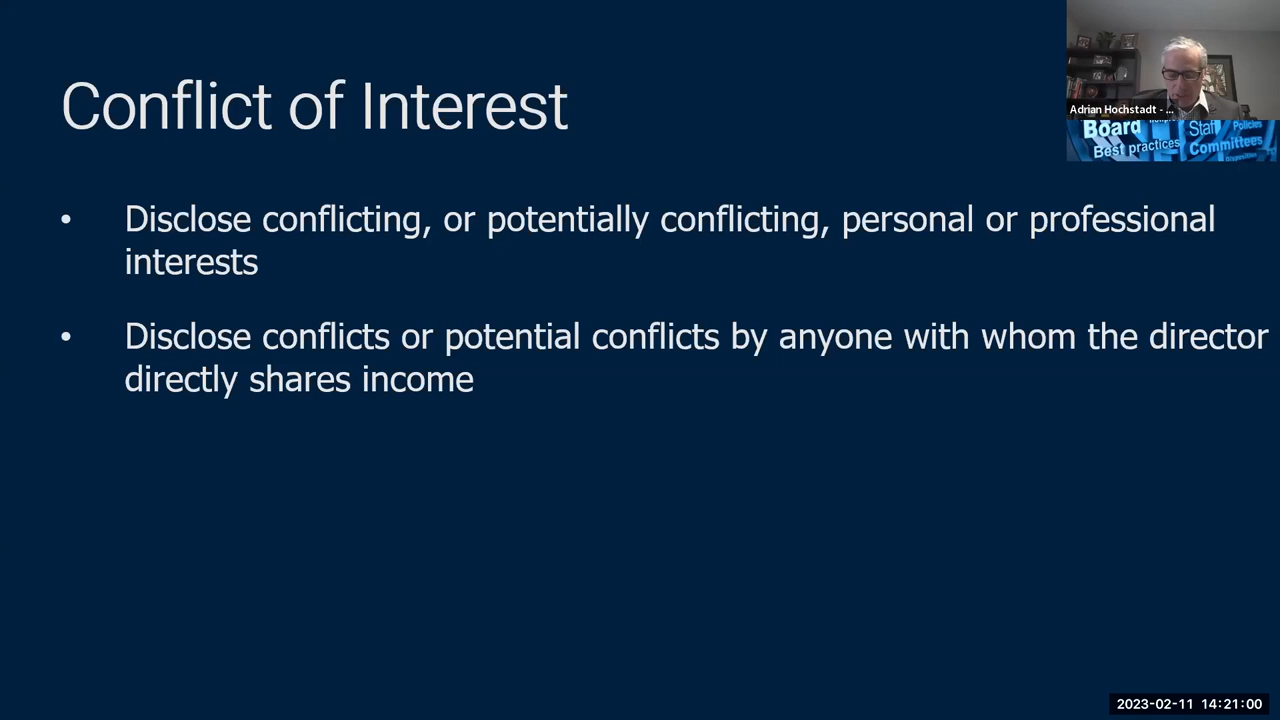 Conflict of Interest
Adrian Hochstadt - ...
Board
Staff
Policies
Best practices
Committees
• Disclose conflicting, or potentially conflicting, personal or professional
interests
• Disclose conflicts or potential conflicts by anyone with whom the director
directly shares income
2023-02-11 14:21:00